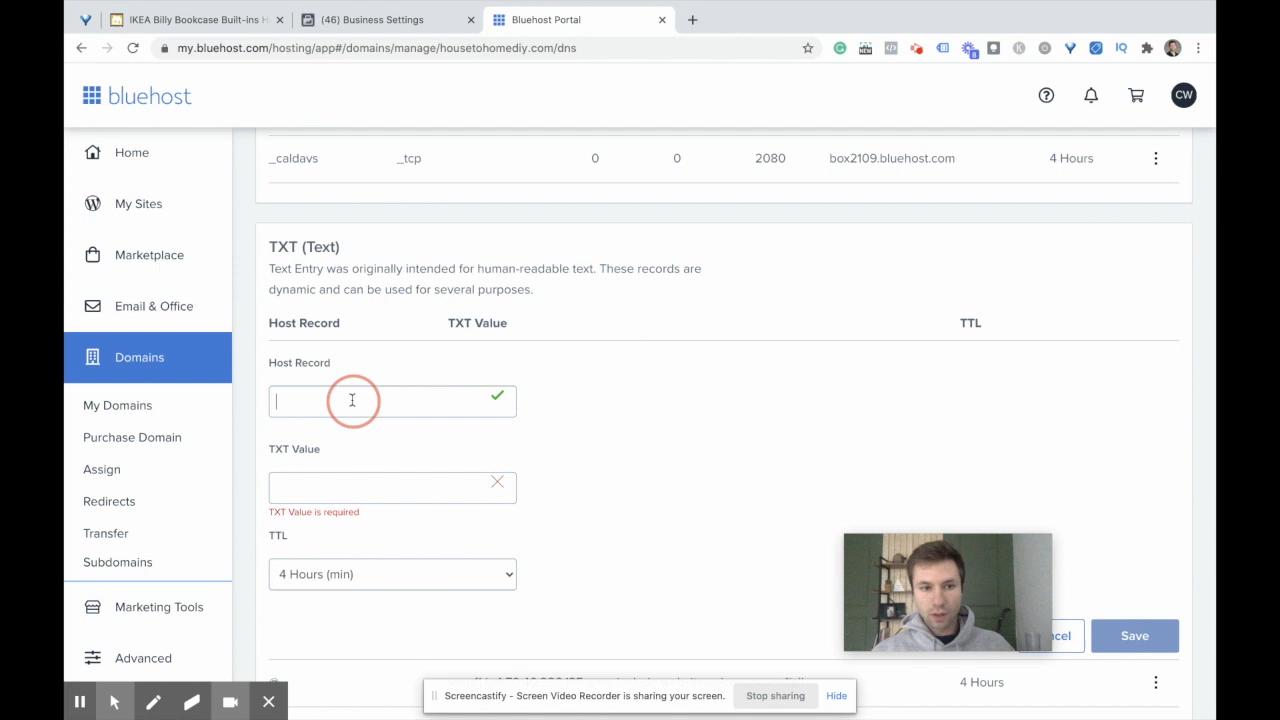 IKEA Billy Bookcase Built-ins H
(46) Business Settings
Bluehost Portal
my.bluehost.com/hosting/app#/domains/manage/housetohomediy.com/dns
NEW
8
K
IQ
bluehost
CW
Home
My Sites
Marketplace
Email & Office
Domains
My Domains
Purchase Domain
Assign
Redirects
Transfer
Subdomains
Marketing Tools
Advanced
_caldavs _tcp 0 0 2080 box2109.bluehost.com 4 Hours
TXT (Text)
Text Entry was originally intended for human-readable text. These records are
dynamic and can be used for several purposes.
Host Record TXT Value TTL
Host Record
TXT Value
TXT Value is required
TTL
4 Hours (min)
Save
4 Hours
Screencastify - Screen Video Recorder is sharing your screen.
Stop sharing
Hide